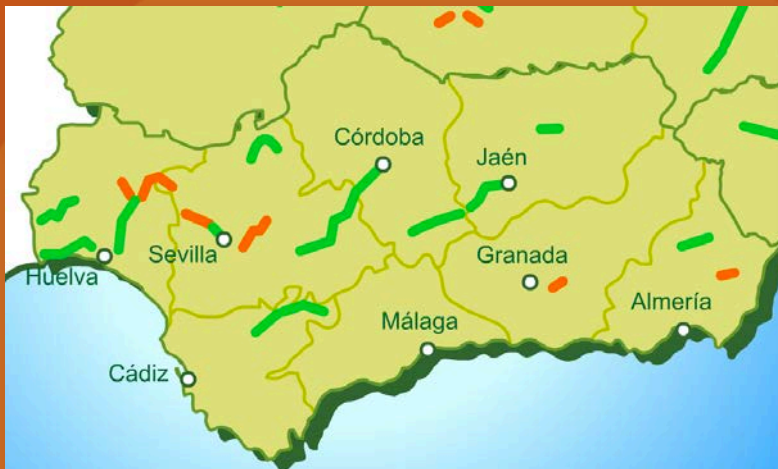 Córdoba
Jaén
Sevilla
Huelva
Granada
Almería
Málaga
Cádiz